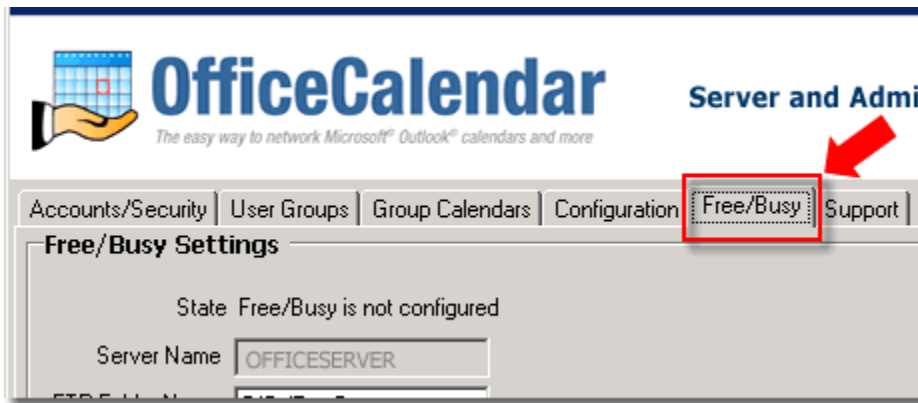 OfficeCalendar
The easy way to network Microsoft® Outlook® calendars and more
Server and Admi
Accounts/Security User Groups Group Calendars Configuration Free/Busy Support
Free/Busy Settings
State Free/Busy is not configured
Server Name OFFICESERVER